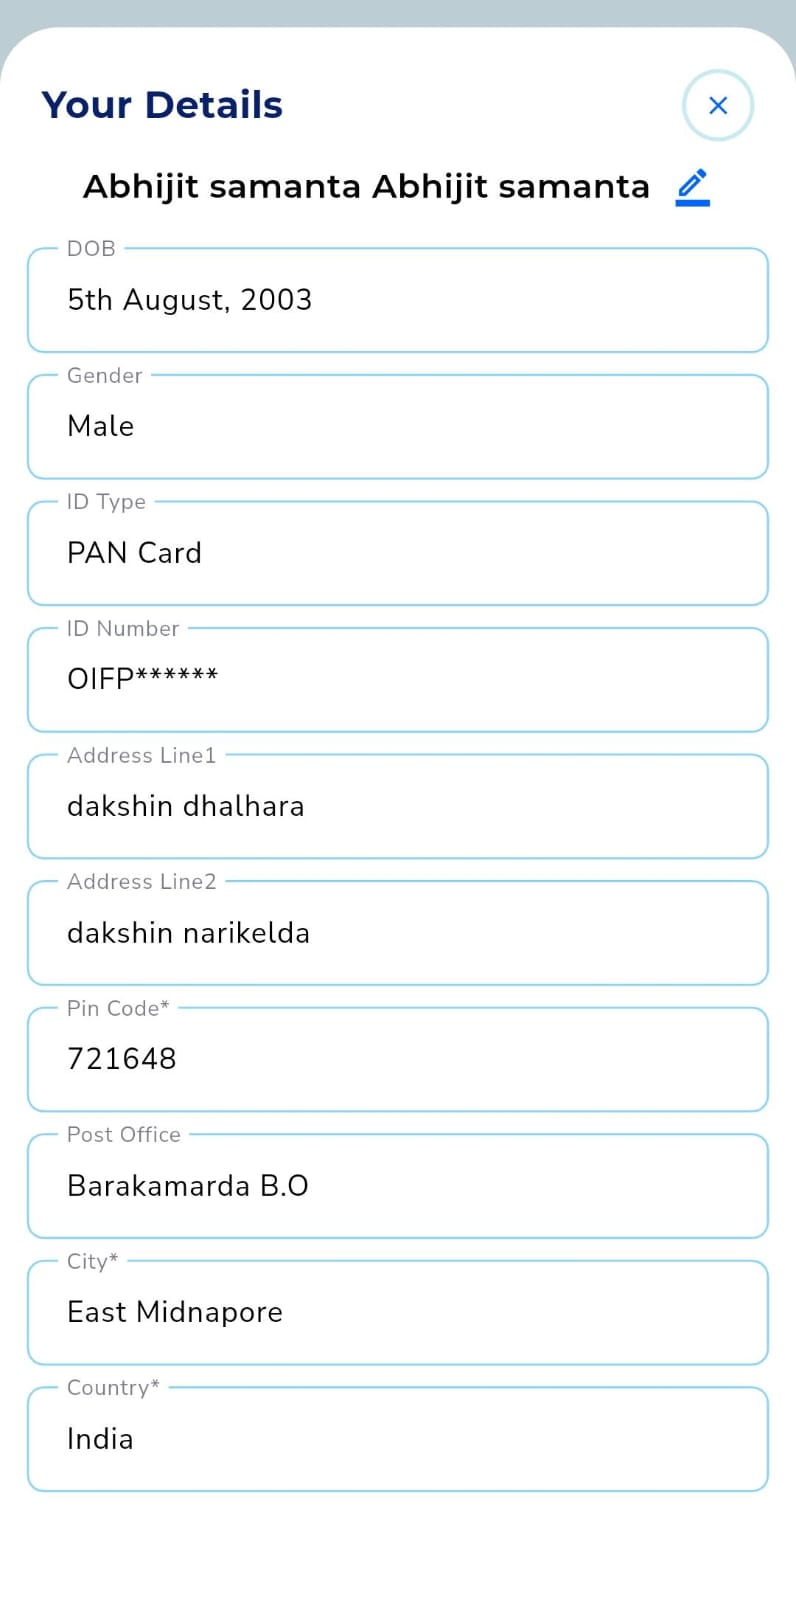 Your Details
Abhijit samanta Abhijit samanta
DOB
5th August, 2003
Gender
Male
ID Type
PAN Card
ID Number
OIFP******
Address Line1
dakshin dhalhara
Address Line2
dakshin narikelda
Pin Code*
721648
Post Office
Barakamarda B.O
City*
East Midnapore
Country*
India